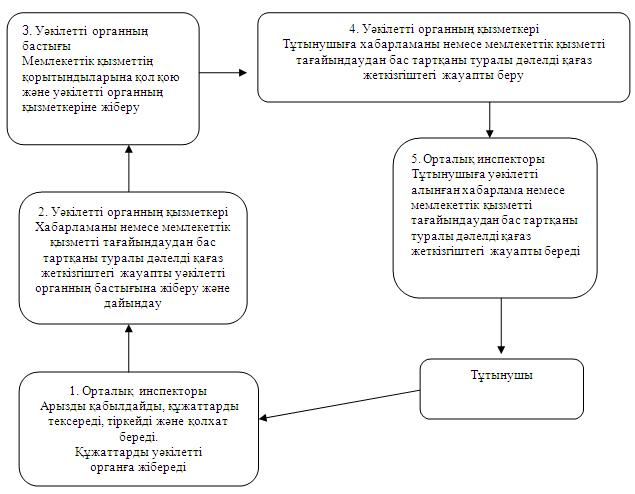 3. Уәкілетті органның
бастығы
Мемлекеттік қызметтің
қорытындыларына қол қою
және уәкілетті органның
қызметкеріне жіберу
4. Уәкілетті органның қызметкері
Тұтынушыға хабарламаны немесе мемлекеттік қызметті
тағайындаудан бас тартқаны туралы дәлелді қағаз
жеткізгіштегі жауапты беру
5. Орталық инспекторы
Тұтынушыға уәкілетті
алынған хабарлама немесе
мемлекеттік қызметті
тағайындаудан бас тартқаны
туралы дәлелді қағаз
жеткізгіштегі жауапты береді
2. Уәкілетті органның қызметкері
Хабарламаны немесе мемлекеттік
қызметті тағайындаудан бас
тартқаны туралы дәлелді қағаз
жеткізгіштегі жауапты уәкілетті
органның бастығына жіберу және
дайындау
1. Орталық инспекторы
Арызды қабылдайды, құжаттарды
тексереді, тіркейді және қолхат
береді.
Құжаттарды уәкілетті
органға жібереді
Тұтынушы